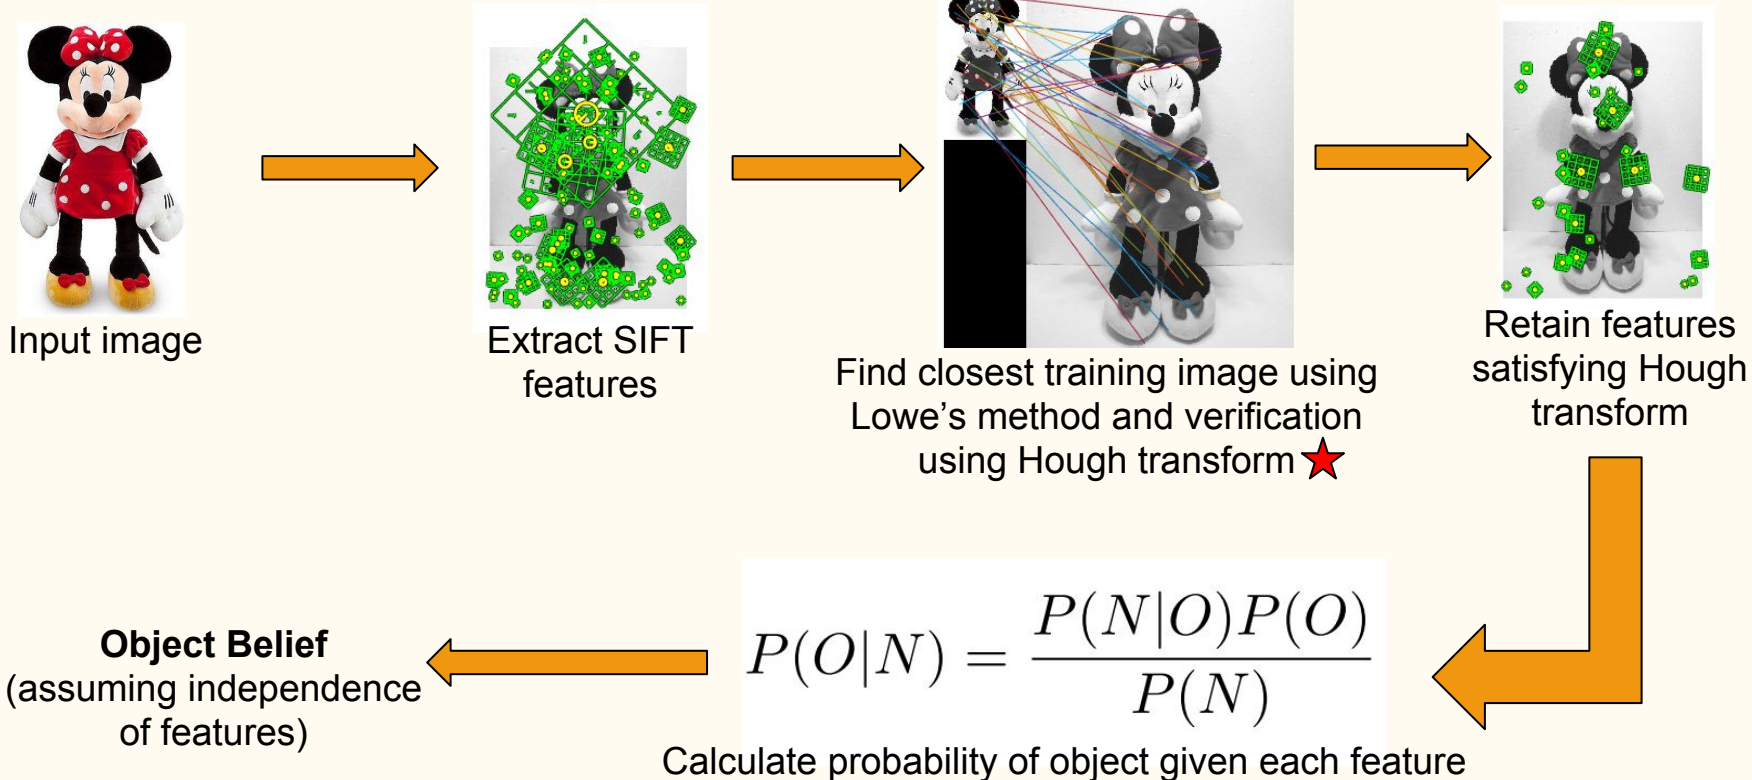 Input image
Extract SIFT
features
Find closest training image using
Lowe’s method and verification
using Hough transform
Retain features
satisfying Hough
transform
P(O|N) = P(N|O)P(O) / P(N)
Calculate probability of object given each feature
Object Belief
(assuming independence
of features)